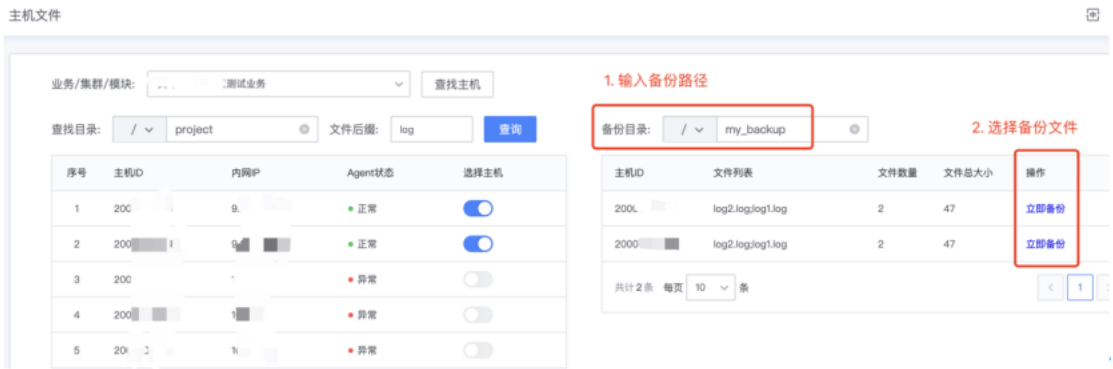 主机文件
业务/集群/模块: 测试业务 查找主机
1. 输入备份路径
查找目录: / project 文件后缀: log 查询
备份目录: / my_backup
2. 选择备份文件
序号 主机ID 内网IP Agent状态 选择主机
主机ID 文件列表 文件数量 文件总大小 操作
1 200 9. 正常
200 log2.log;log1.log 2 47 立即备份
2 200 正常
2000 log2.log;log1.log 2 47 立即备份
3 200 异常
共计2条 每页 10 条 < 1
4 200 异常
5 异常